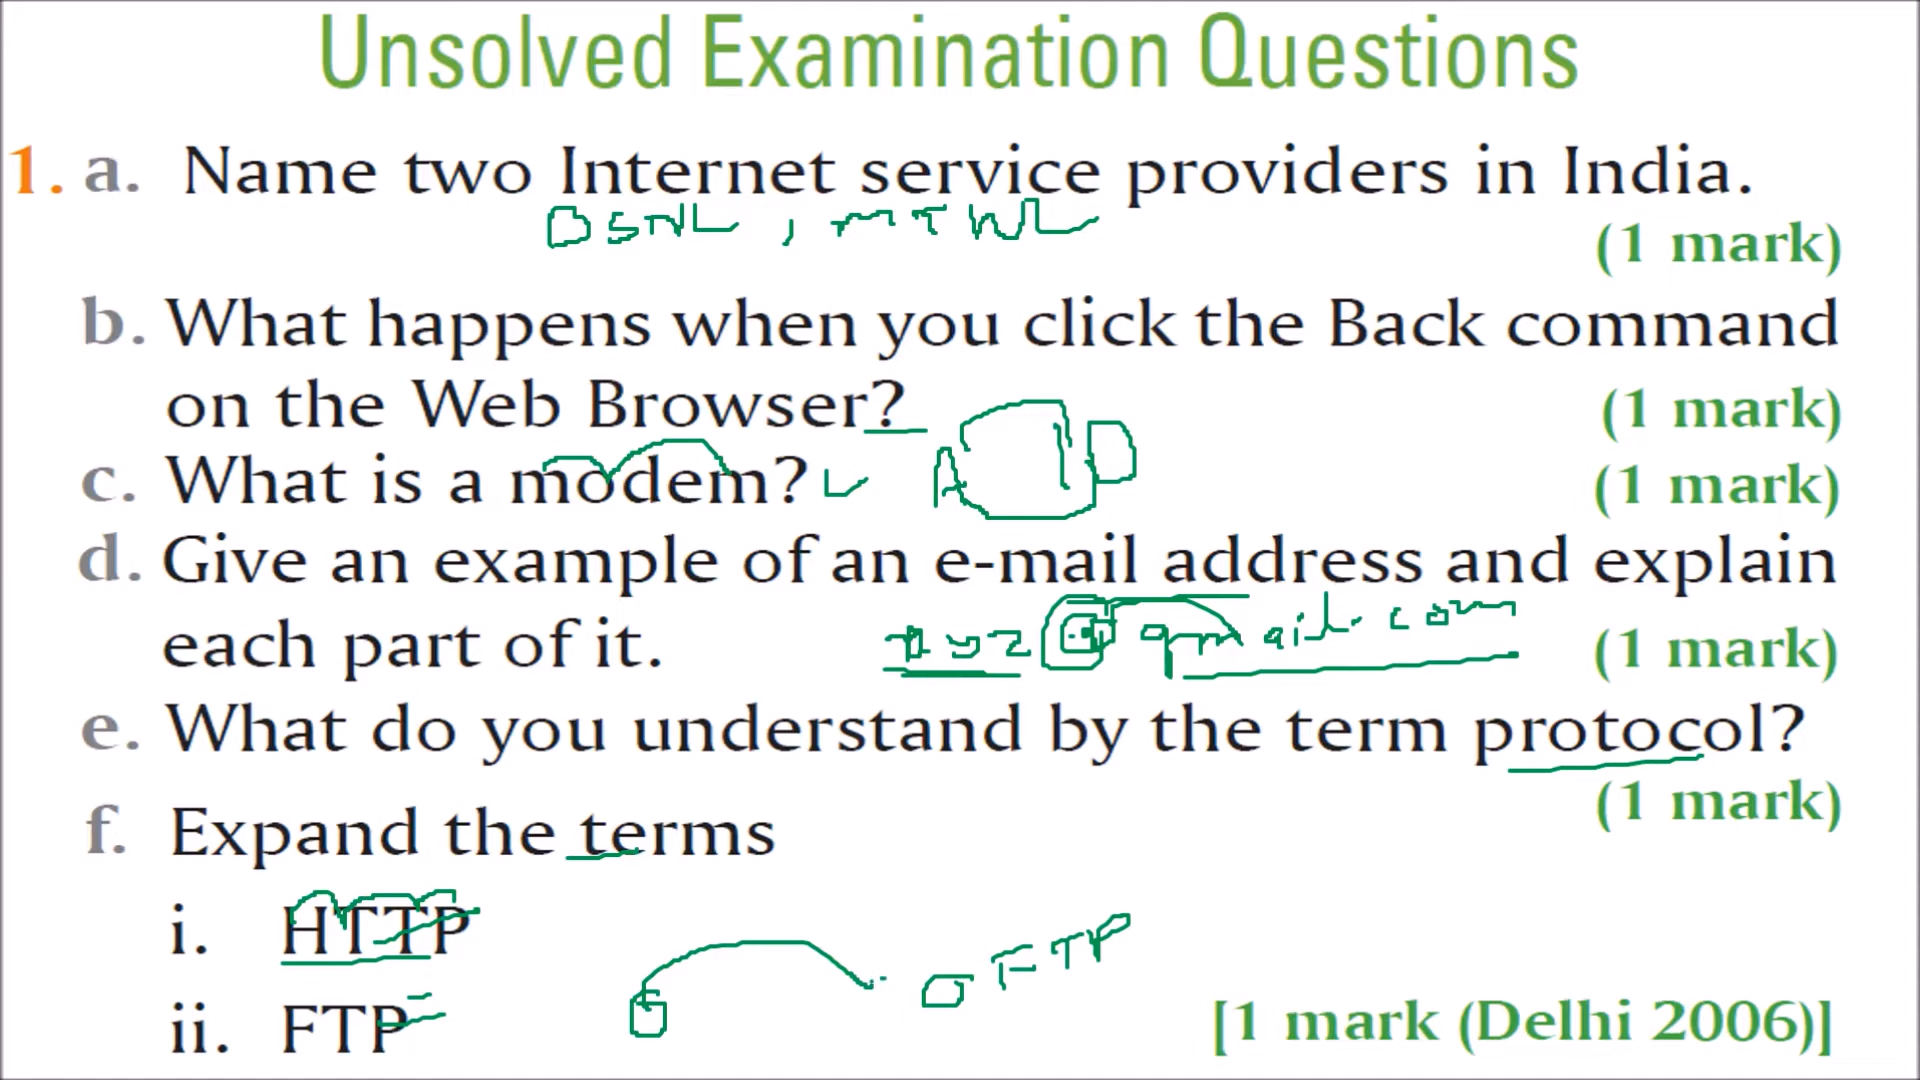 Unsolved Examination Questions
1. a. Name two Internet service providers in India.
BSNL, MTNL
(1 mark)
b. What happens when you click the Back command
on the Web Browser? (1 mark)
c. What is a modem? (1 mark)
A D
d. Give an example of an e-mail address and explain
each part of it. (1 mark)
xyz@gmail.com
e. What do you understand by the term protocol?
(1 mark)
f. Expand the terms
i. HTTP
FTP
ii. FTP [1 mark (Delhi 2006)]